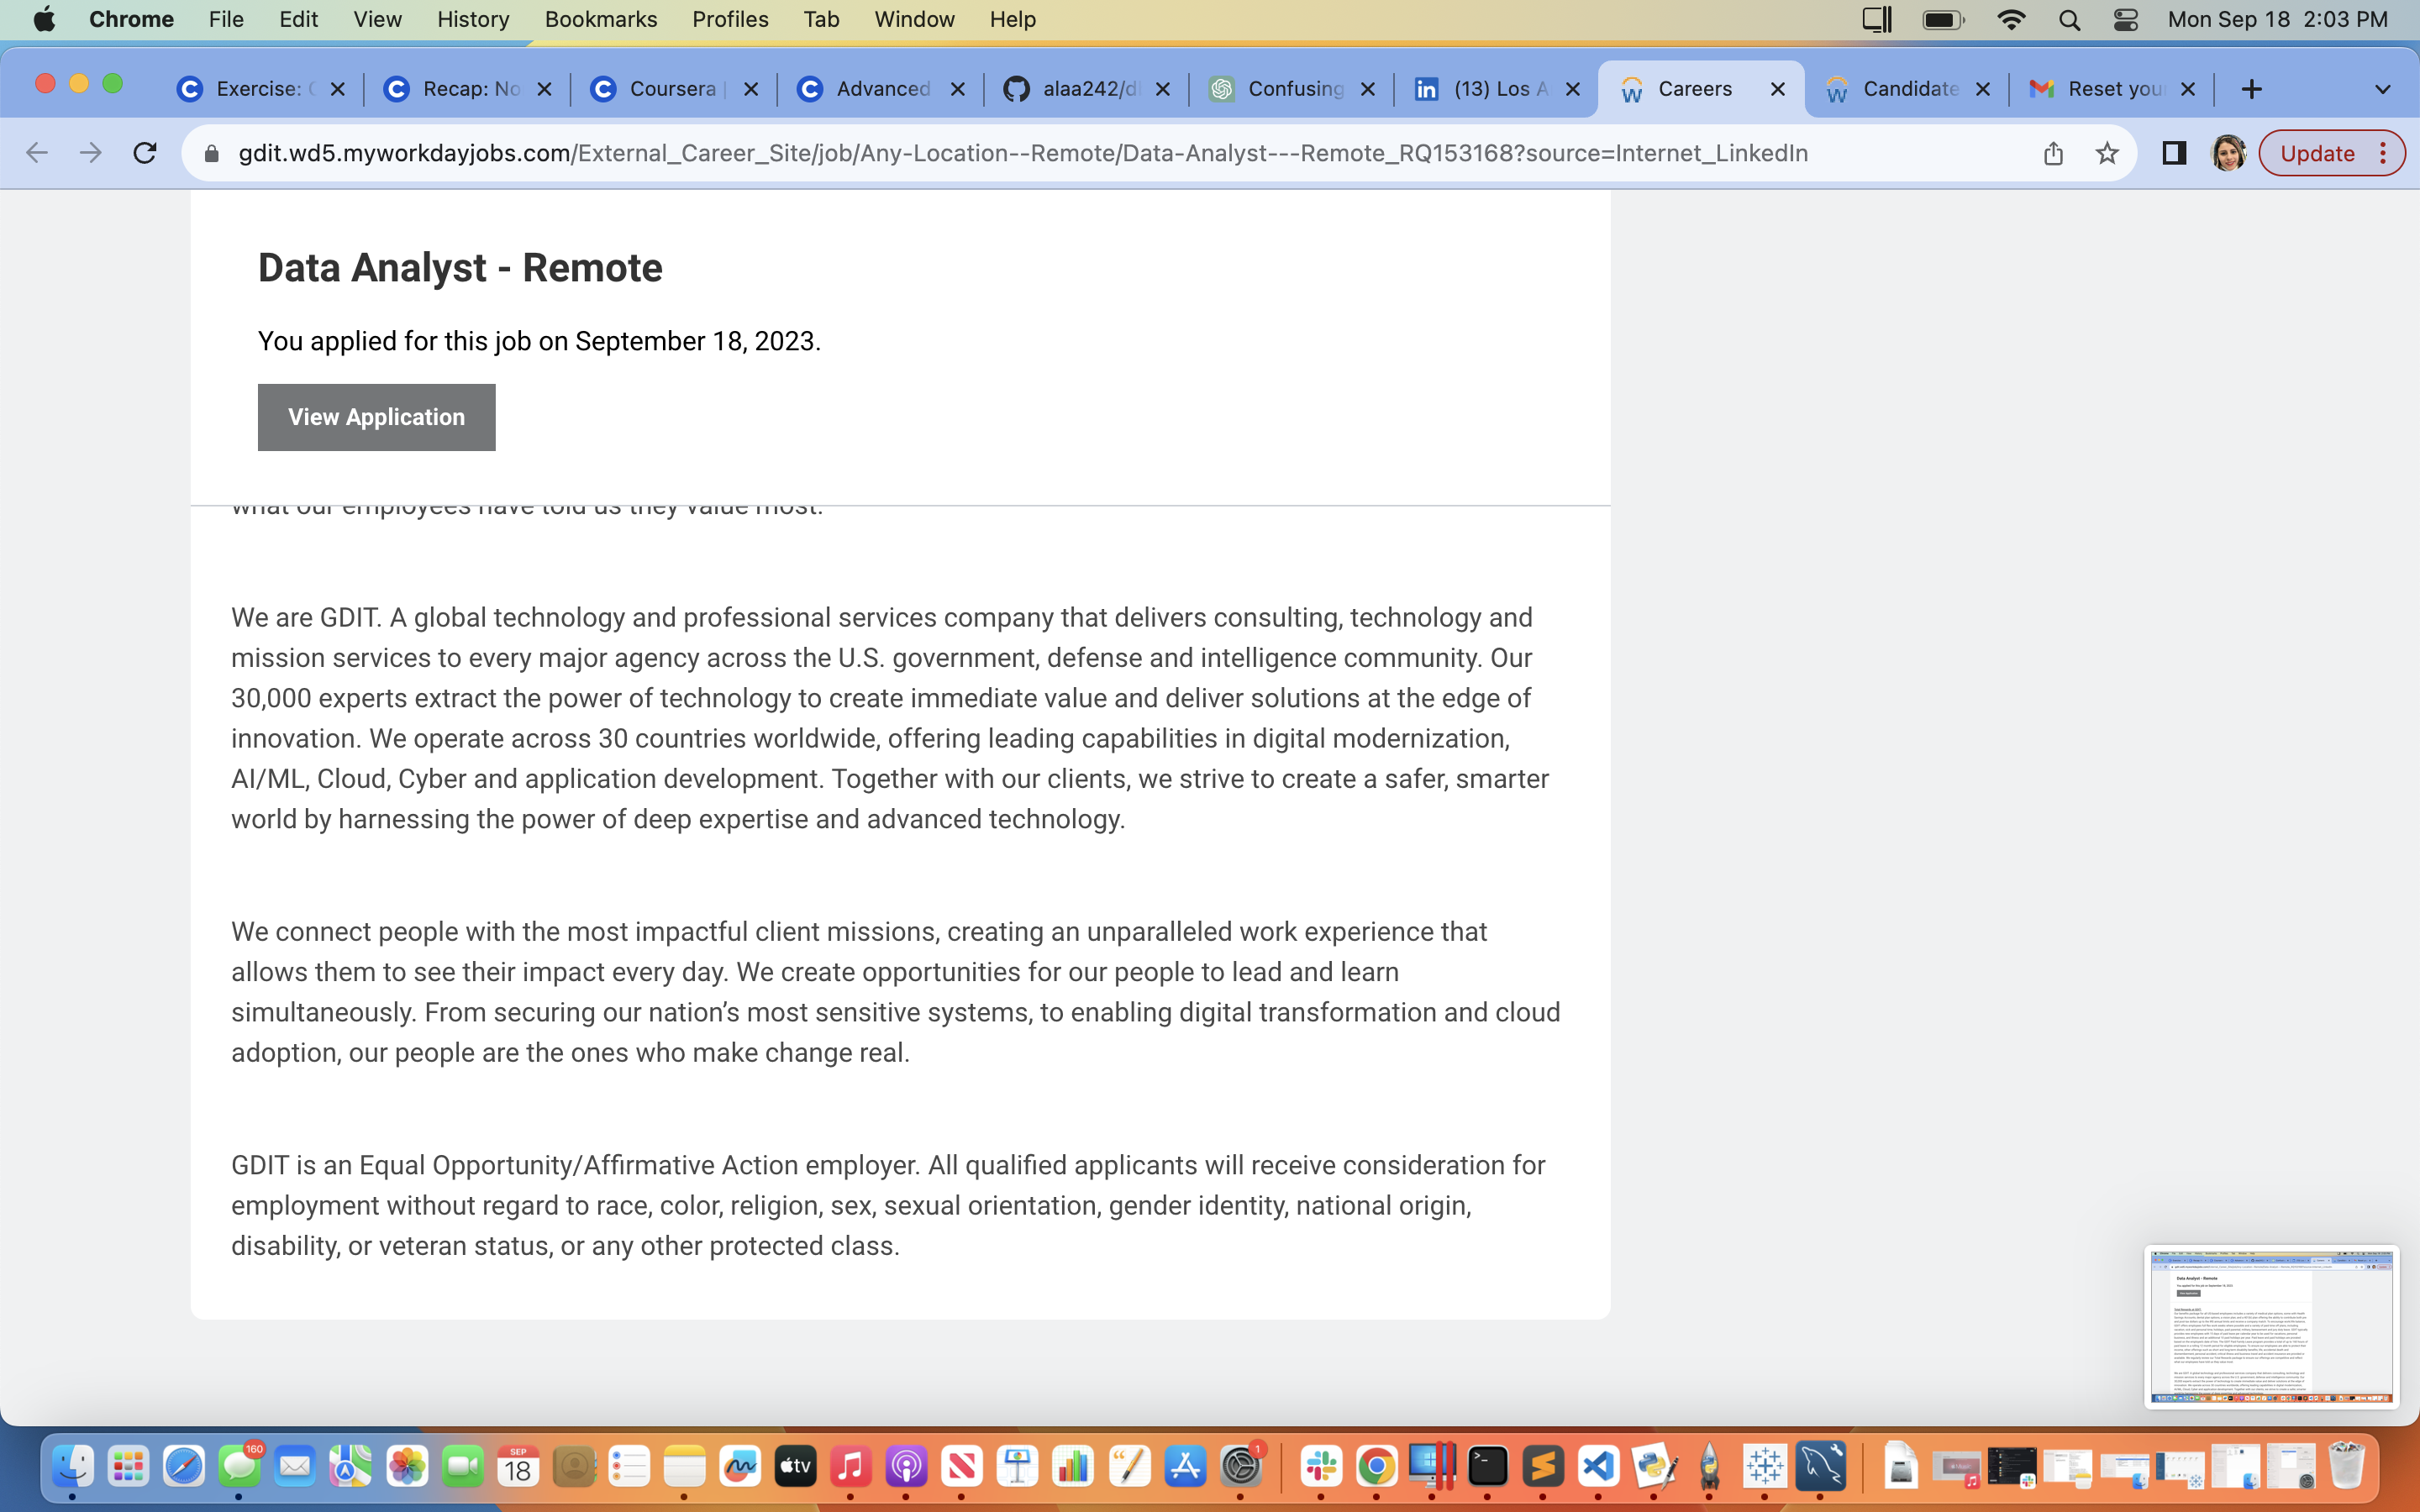 Chrome File Edit View History Bookmarks Profiles Tab Window Help Mon Sep 18 2:03 PM
Exercise: Recap: No Coursera Advanced alaa242/d Confusing (13) Los A Careers Candidate Reset you
gdit.wd5.myworkdayjobs.com/External_Career_Site/job/Any-Location--Remote/Data-Analyst---Remote_RQ153168?source=Internet_LinkedIn Update
Data Analyst - Remote
You applied for this job on September 18, 2023.
View Application
what our employees have told us they value most.
We are GDIT. A global technology and professional services company that delivers consulting, technology and
mission services to every major agency across the U.S. government, defense and intelligence community. Our
30,000 experts extract the power of technology to create immediate value and deliver solutions at the edge of
innovation. We operate across 30 countries worldwide, offering leading capabilities in digital modernization,
AI/ML, Cloud, Cyber and application development. Together with our clients, we strive to create a safer, smarter
world by harnessing the power of deep expertise and advanced technology.
We connect people with the most impactful client missions, creating an unparalleled work experience that
allows them to see their impact every day. We create opportunities for our people to lead and learn
simultaneously. From securing our nation’s most sensitive systems, to enabling digital transformation and cloud
adoption, our people are the ones who make change real.
GDIT is an Equal Opportunity/Affirmative Action employer. All qualified applicants will receive consideration for
employment without regard to race, color, religion, sex, sexual orientation, gender identity, national origin,
disability, or veteran status, or any other protected class.
Data Analyst - Remote
160
SEP
18
tv
1